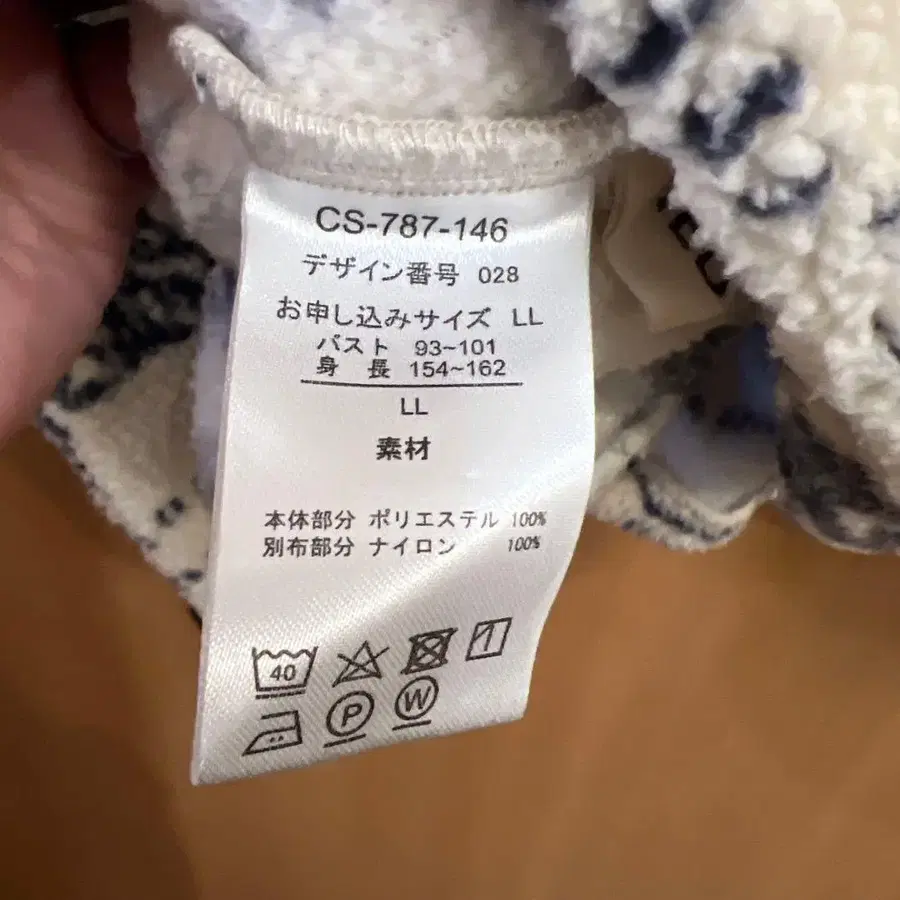 CS-787-146
デザイン番号 028
お申し込みサイズ LL
バスト 93~101
身 長 154~162
LL
素材
本体部分 ポリエステル 100%
別布部分 ナイロン 100%
40
P
W